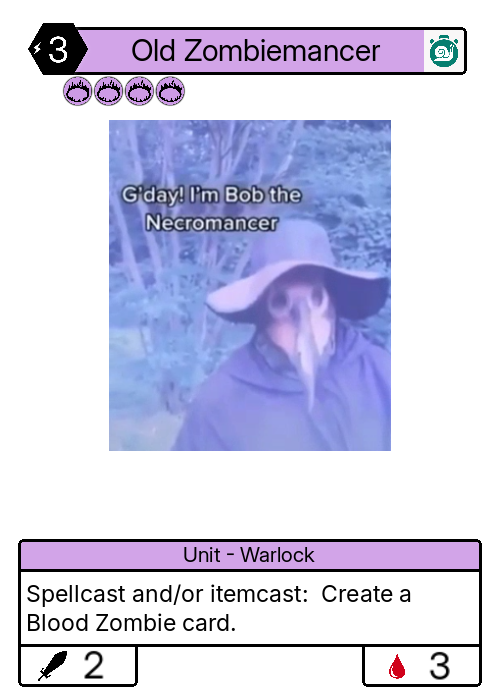 3 Old Zombiemancer
G'day! I'm Bob the
Necromancer
Unit - Warlock
Spellcast and/or itemcast:  Create a
Blood Zombie card.
2 3